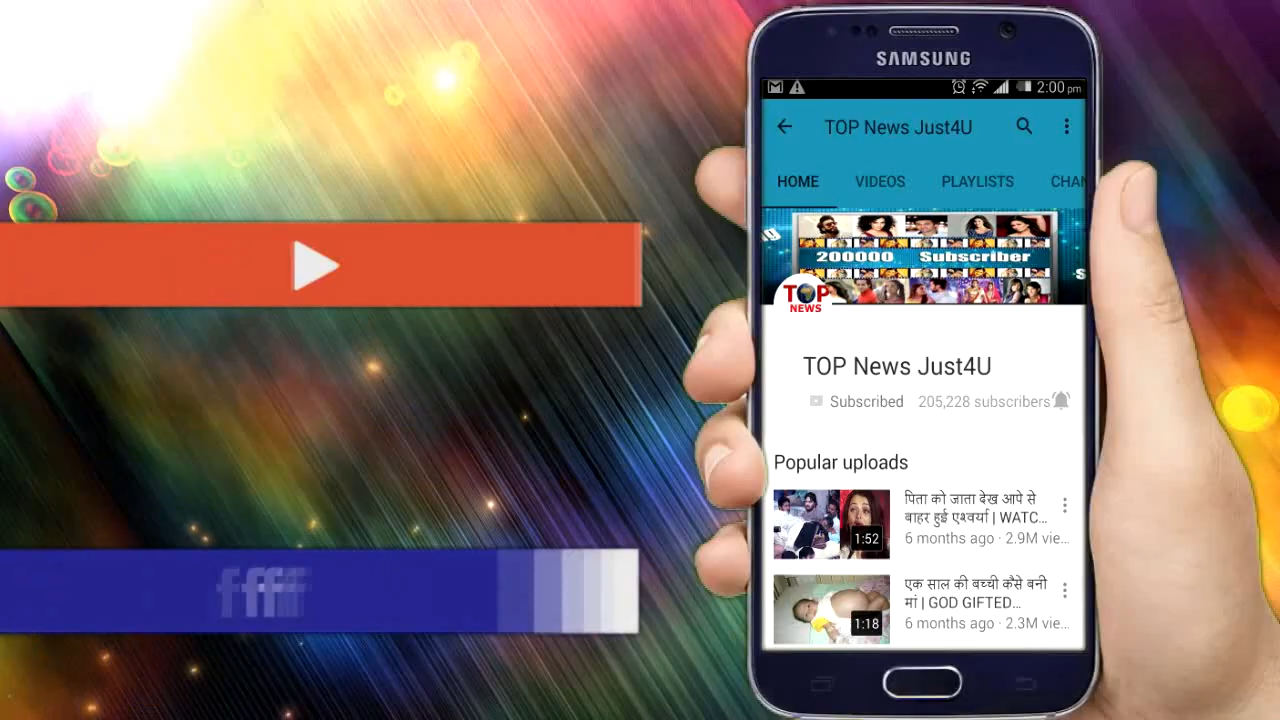 SAMSUNG
2:00 pm
TOP News Just4U
HOME VIDEOS PLAYLISTS CHAN
200000 Subscriber
TOP
NEWS
TOP News Just4U
Subscribed 205,228 subscribers
Popular uploads
पिता को जाता देख आपे से
बाहर हुई एश्वर्या | WATC...
1:52
6 months ago · 2.9M vie...
एक साल की बच्ची कैसे बनी
मां | GOD GIFTED...
1:18
6 months ago · 2.3M vie...